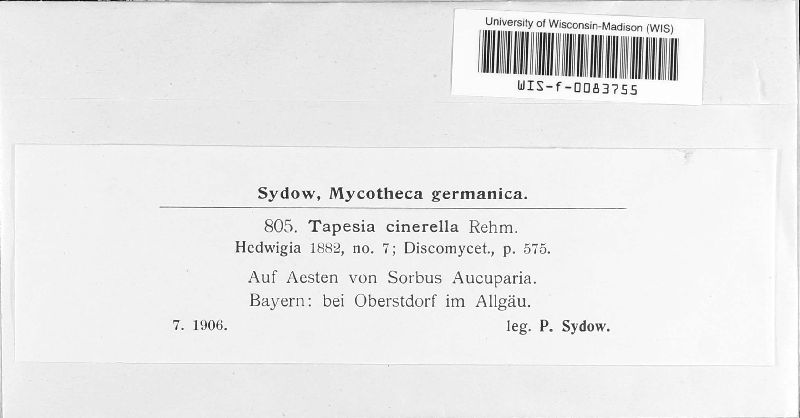 University of Wisconsin-Madison (WIS)
WIS-f-0083755
Sydow, Mycotheca germanica.
805. Tapesia cinerella Rehm.
Hedwigia 1882, no. 7; Discomycet., p. 575.
Auf Aesten von Sorbus Aucuparia.
Bayern: bei Oberstdorf im Allgäu.
7. 1906. leg. P. Sydow.